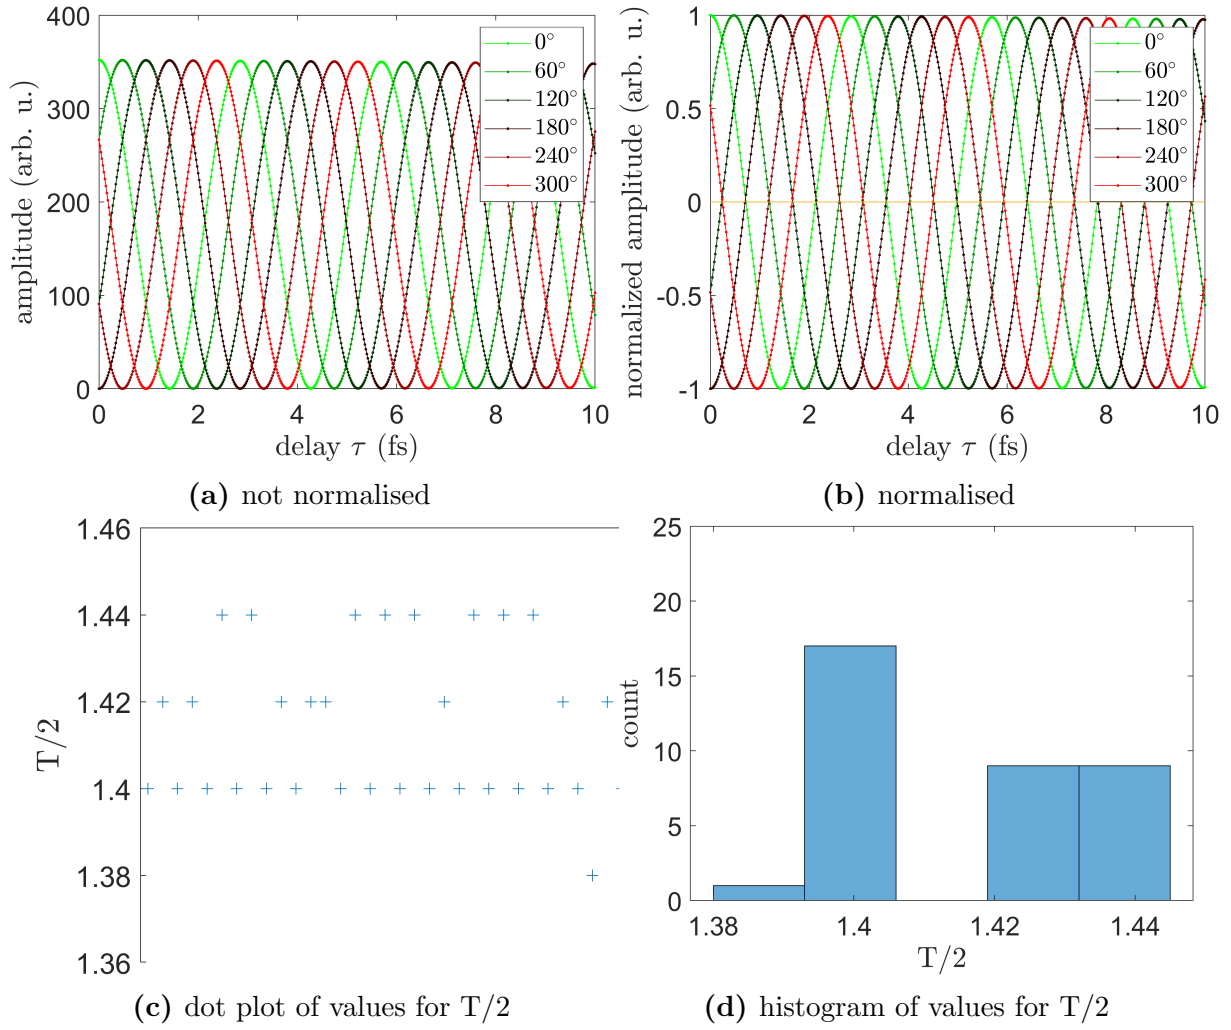 400
300
200
100
0
amplitude (arb. u.)
0°
60°
120°
180°
240°
300°
0 2 4 6 8 10
delay τ (fs)
(a) not normalised
1
0.5
0
-0.5
-1
normalized amplitude (arb. u.)
0°
60°
120°
180°
240°
300°
0 2 4 6 8 10
delay τ (fs)
(b) normalised
1.46
1.44
1.42
1.4
1.38
1.36
T/2
(c) dot plot of values for T/2
25
20
15
10
5
0
count
1.38 1.4 1.42 1.44
T/2
(d) histogram of values for T/2